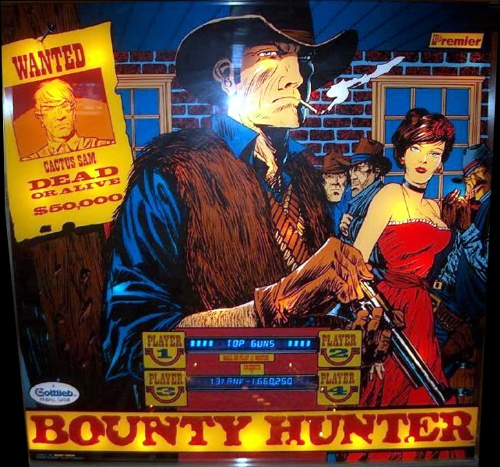 WANTED
CACTUS SAM
DEAD
OR ALIVE
$50,000
Premier
PLAYER
1
TOP GUNS
PLAYER
2
PLAYER
3
PLAYER
4
Gottlieb
BOUNTY HUNTER